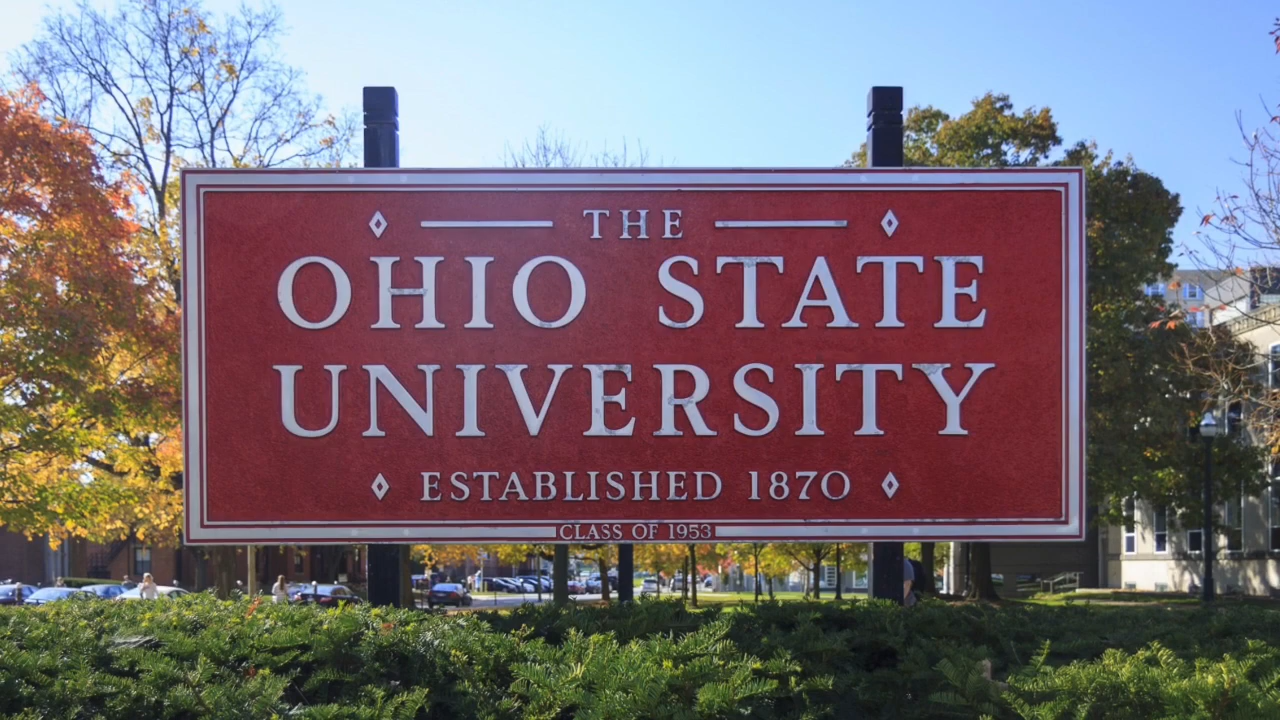 THE
OHIO STATE
UNIVERSITY
ESTABLISHED 1870
CLASS OF 1953